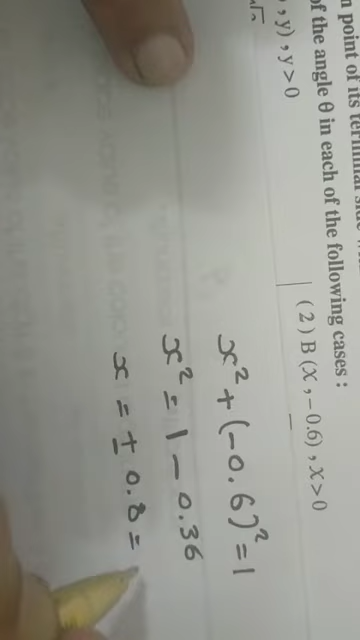 n point of its terminal side
of the angle θ in each of the following cases :
, y) , y > 0
( 2 ) B (x , -0.6) , x > 0
x² + (-0.6)² = 1
x² = 1 - 0.36
x = ± 0.8 =